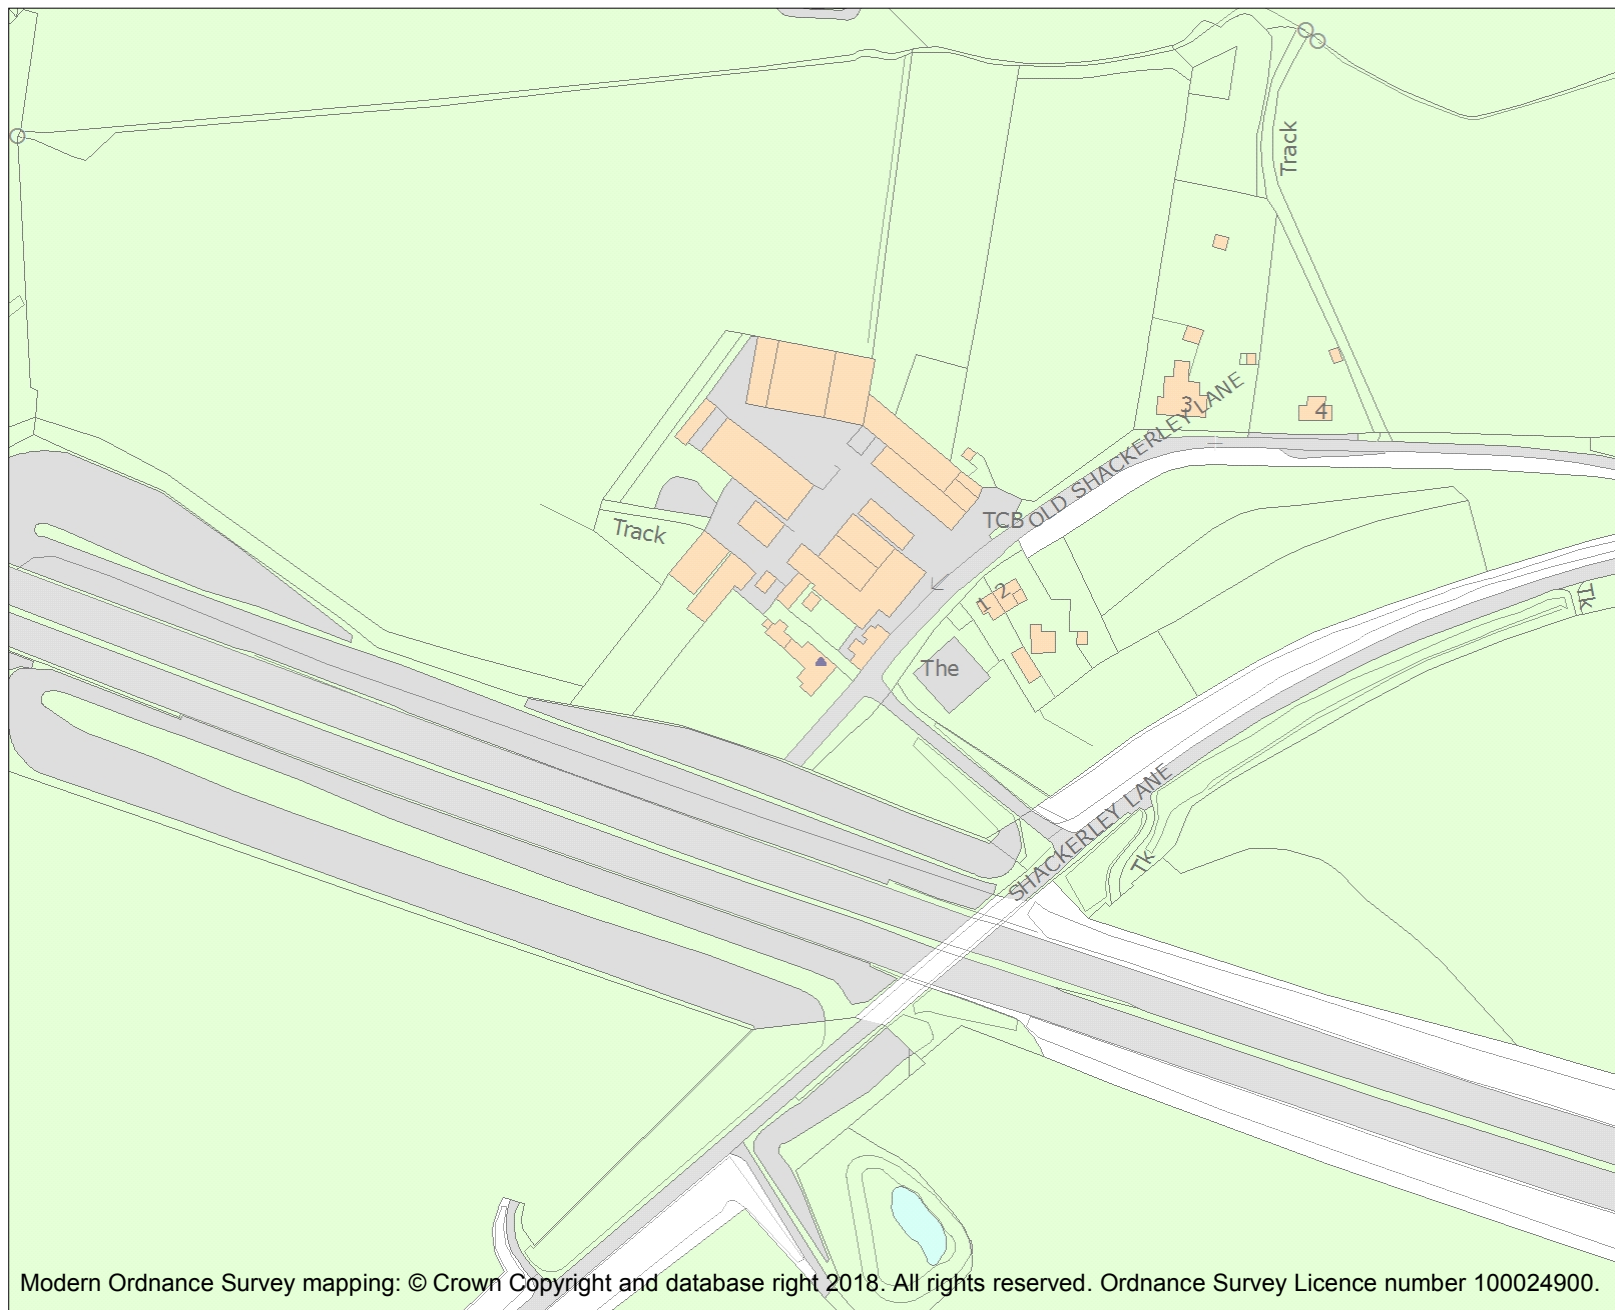 Track
3
4
OLD SHACKERLEY LANE
TCB
Track
1
2
Tk
The
SHACKERLEY LANE
Tk
Modern Ordnance Survey mapping: © Crown Copyright and database right 2018. All rights reserved. Ordnance Survey Licence number 100024900.